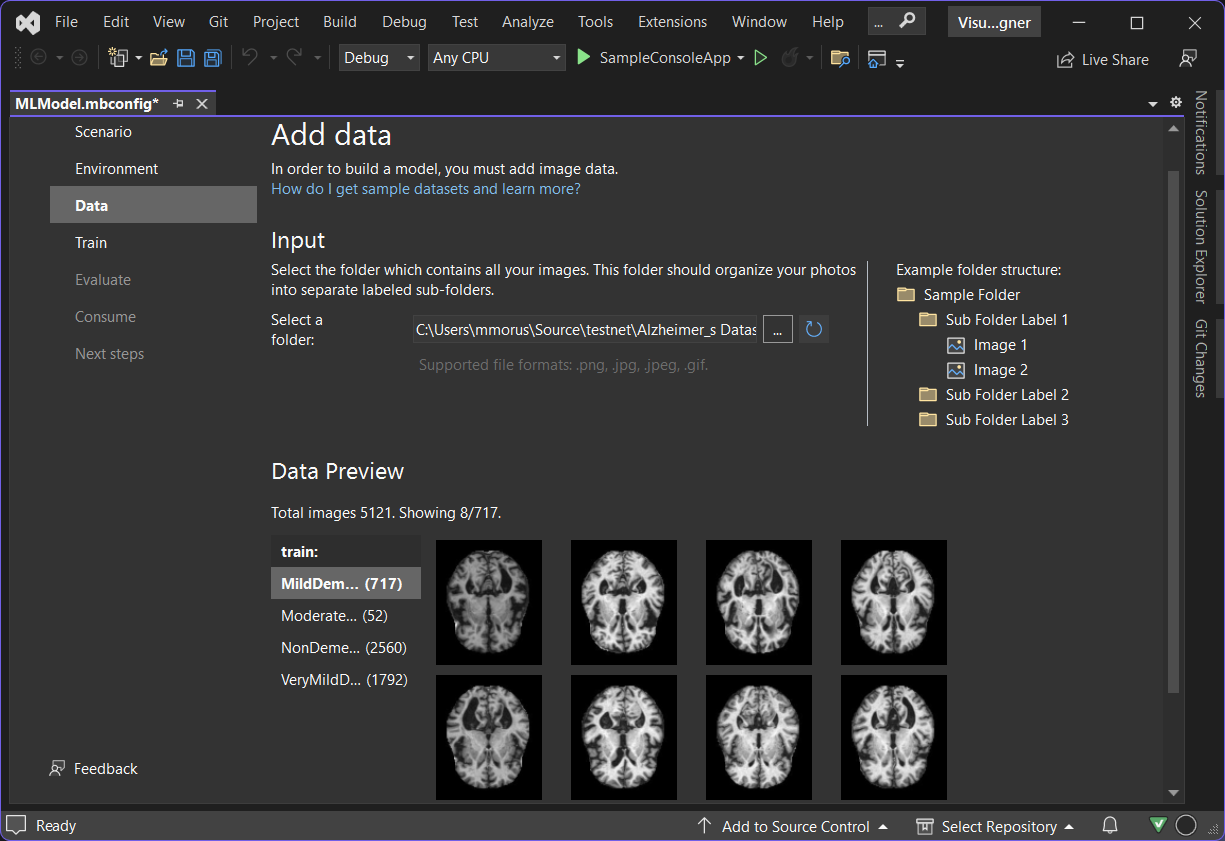 File Edit View Git Project Build Debug Test Analyze Tools Extensions Window Help ... Visu...gner
Debug Any CPU SampleConsoleApp Live Share
MLModel.mbconfig*
Notifications
Solution Explorer
Git Changes
Scenario
Environment
Data
Train
Evaluate
Consume
Next steps
Add data
In order to build a model, you must add image data.
How do I get sample datasets and learn more?
Input
Select the folder which contains all your images. This folder should organize your photos
into separate labeled sub-folders.
Select a
folder:
C:\Users\mmorus\Source\testnet\Alzheimer_s Datas
...
Supported file formats: .png, .jpg, .jpeg, .gif.
Example folder structure:
Sample Folder
Sub Folder Label 1
Image 1
Image 2
Sub Folder Label 2
Sub Folder Label 3
Data Preview
Total images 5121. Showing 8/717.
train:
MildDem... (717)
Moderate... (52)
NonDeme... (2560)
VeryMildD... (1792)
Feedback
Ready Add to Source Control Select Repository